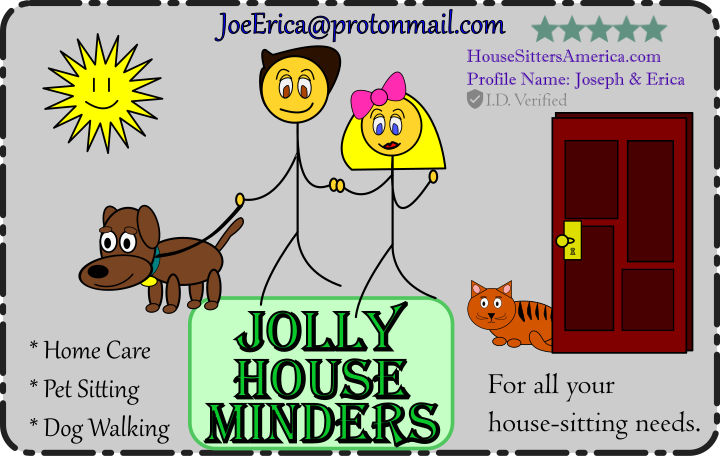 JoeErica@protonmail.com
HouseSittersAmerica.com
Profile Name: Joseph & Erica
I.D. Verified
JOLLY
HOUSE
MINDERS
* Home Care
* Pet Sitting
* Dog Walking
For all your
house-sitting needs.